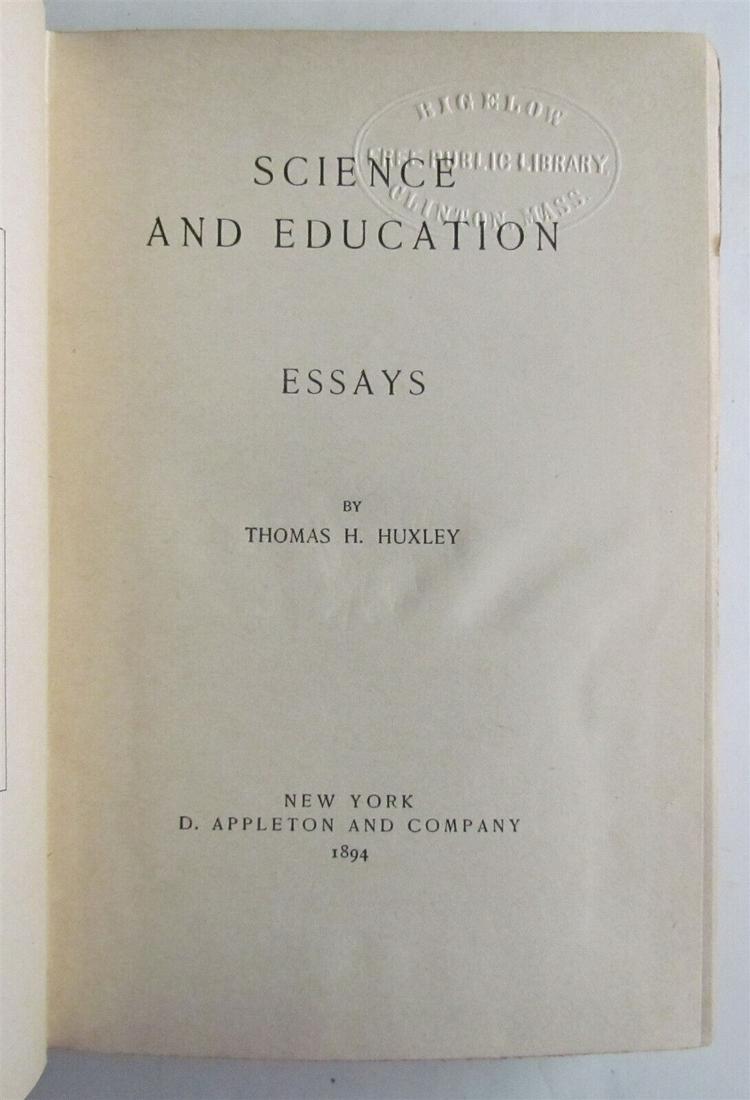 BIGELOW
FREE PUBLIC LIBRARY
CLINTON, MASS.
SCIENCE
AND EDUCATION
ESSAYS
BY
THOMAS H. HUXLEY
NEW YORK
D. APPLETON AND COMPANY
1894